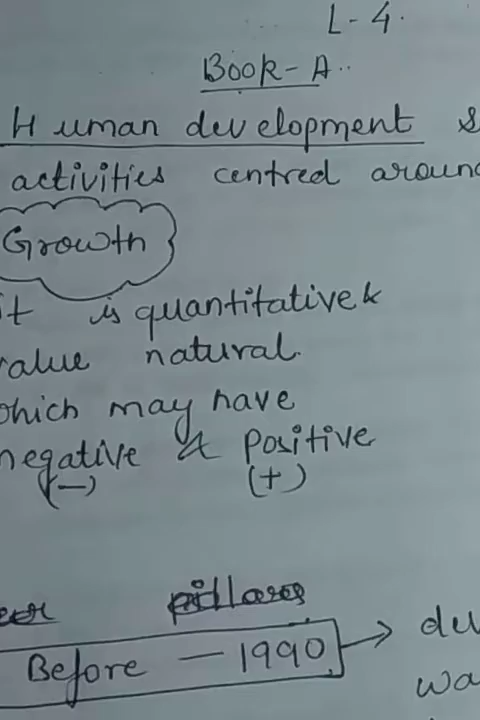 L-4.
Book-A..
Human development
activities centred around
Growth
it is quantitative &
value natural.
which may have
negative & positive
(-) (+)
pillars
Before - 1990 →